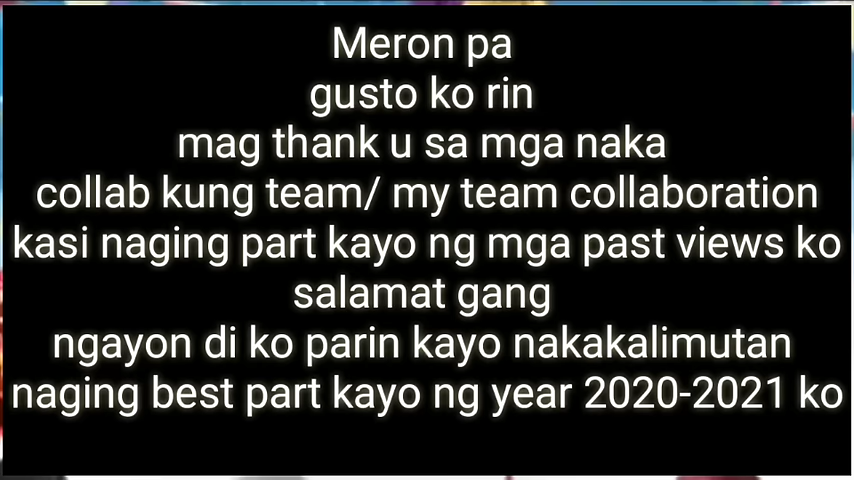 Meron pa
gusto ko rin
mag thank u sa mga naka
collab kung team/ my team collaboration
kasi naging part kayo ng mga past views ko
salamat gang
ngayon di ko parin kayo nakakalimutan
naging best part kayo ng year 2020-2021 ko